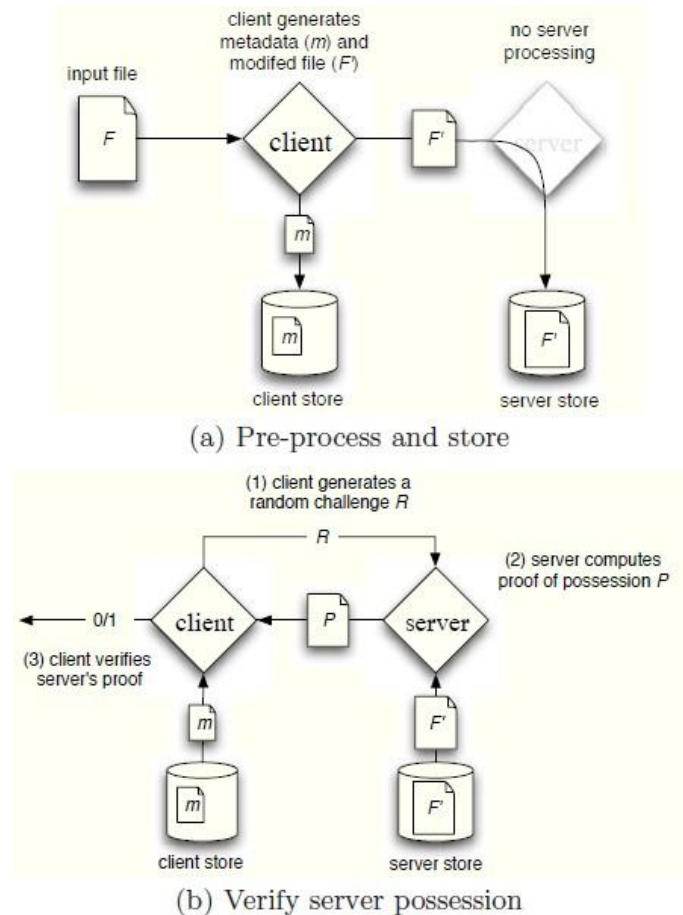 client generates
metadata (m) and
modifed file (F')
no server
processing
input file
F
client
F'
server
m
m
F'
client store
server store
(a) Pre-process and store
(1) client generates a
random challenge R
R
(2) server computes
proof of possession P
0/1
client
P
server
(3) client verifies
server's proof
m
F'
m
F'
client store
server store
(b) Verify server possession